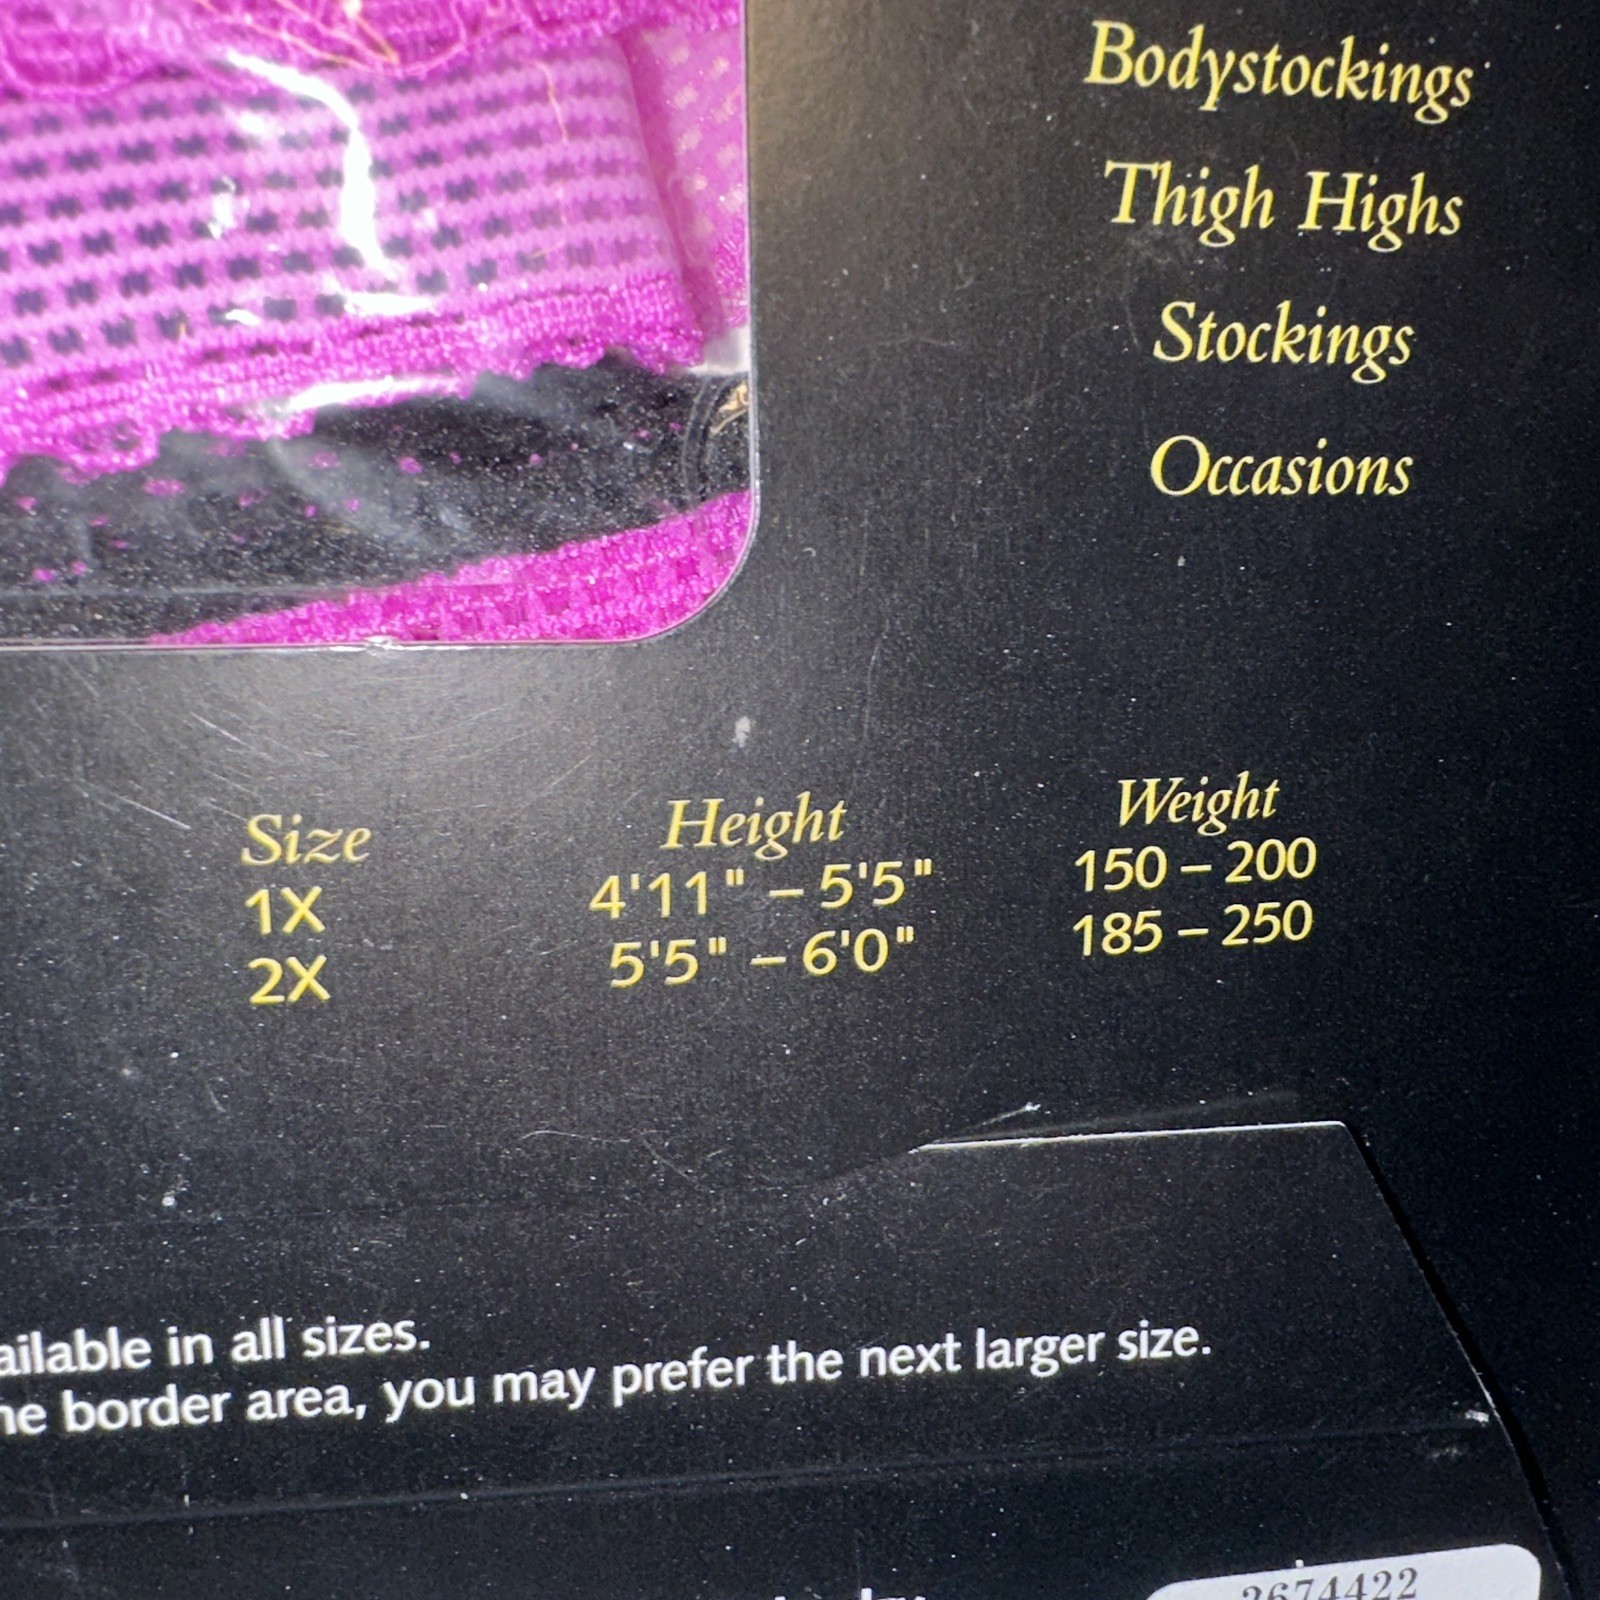 Bodystockings
Thigh Highs
Stockings
Occasions
Size Height Weight
1X 4'11" – 5'5" 150 – 200
2X 5'5" – 6'0" 185 – 250
ailable in all sizes.
he border area, you may prefer the next larger size.
2674422